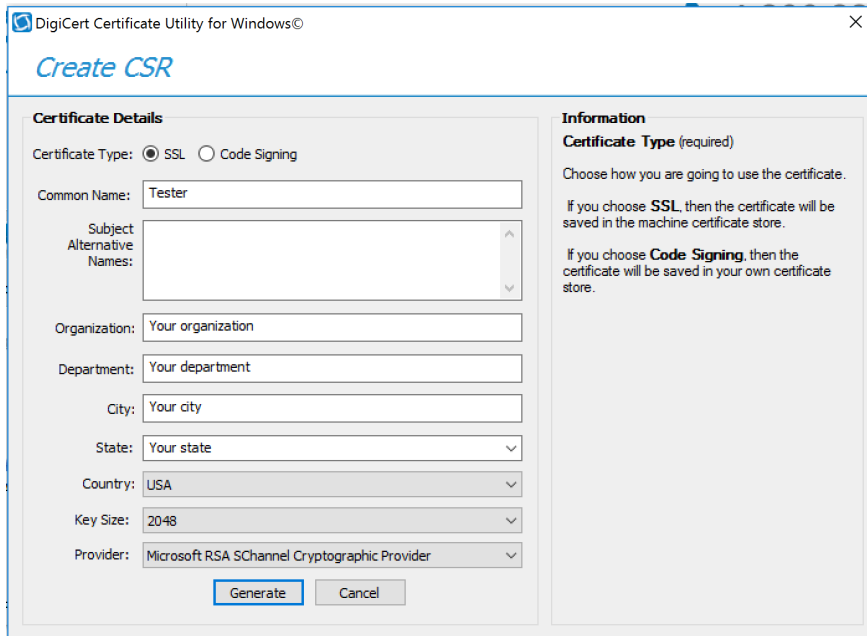 DigiCert Certificate Utility for Windows©
Create CSR
Certificate Details
Certificate Type: SSL Code Signing
Common Name: Tester
Subject
Alternative
Names:
Organization: Your organization
Department: Your department
City: Your city
State: Your state
Country: USA
Key Size: 2048
Provider: Microsoft RSA SChannel Cryptographic Provider
Generate Cancel
Information
Certificate Type (required)
Choose how you are going to use the certificate.
If you choose SSL, then the certificate will be
saved in the machine certificate store.
If you choose Code Signing, then the
certificate will be saved in your own certificate
store.